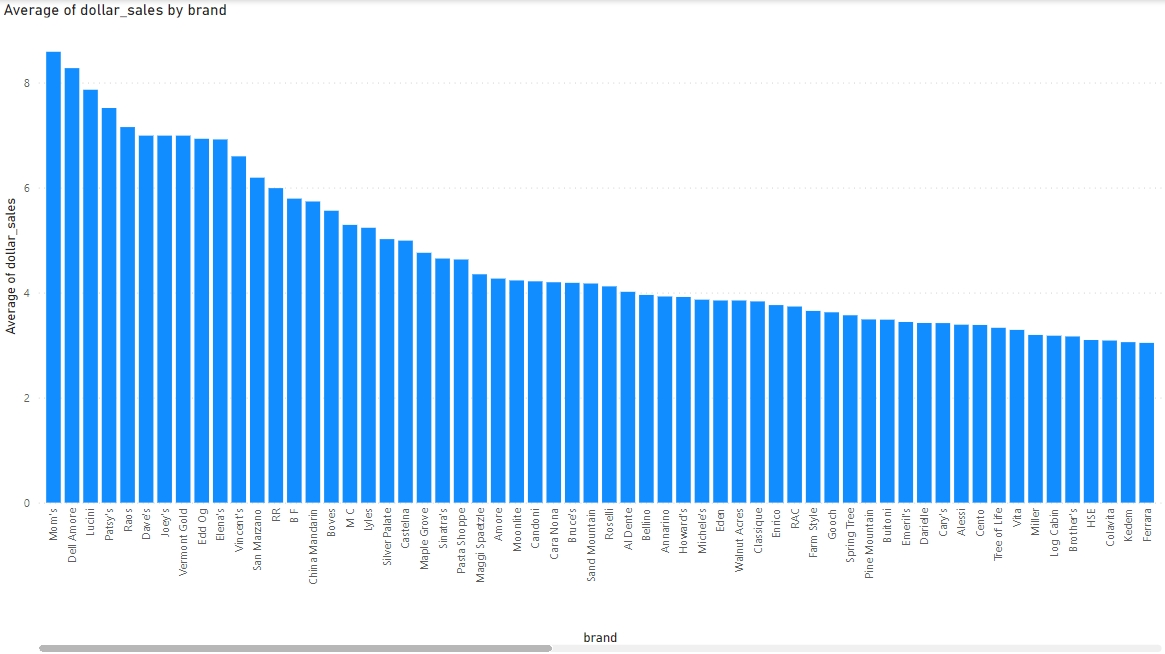 Average of dollar_sales by brand
8
6
4
2
0
Average of dollar_sales
Mom's
Dell Amore
Lucini
Patsy's
Raos
Dave's
Joey's
Vermont Gold
Edd Og
Elena's
Vincent's
San Marzano
RR
B F
China Mandarin
Boves
M C
Lyles
Silver Palate
Castelna
Maple Grove
Sinatra's
Pasta Shoppe
Maggi Spaetzle
Amore
Moonlite
Candoni
Cara Nona
Bruce's
Sand Mountain
Roselli
Al Dente
Bellino
Annarino
Howard's
Michele's
Eden
Walnut Acres
Classique
Enrico
RAC
Farm Style
Gooch
Spring Tree
Pine Mountain
Buitoni
Emeril's
Danielle
Cary's
Alessi
Cento
Tree of Life
Vita
Miller
Log Cabin
Brother's
HSE
Colavita
Kedem
Ferrara
brand